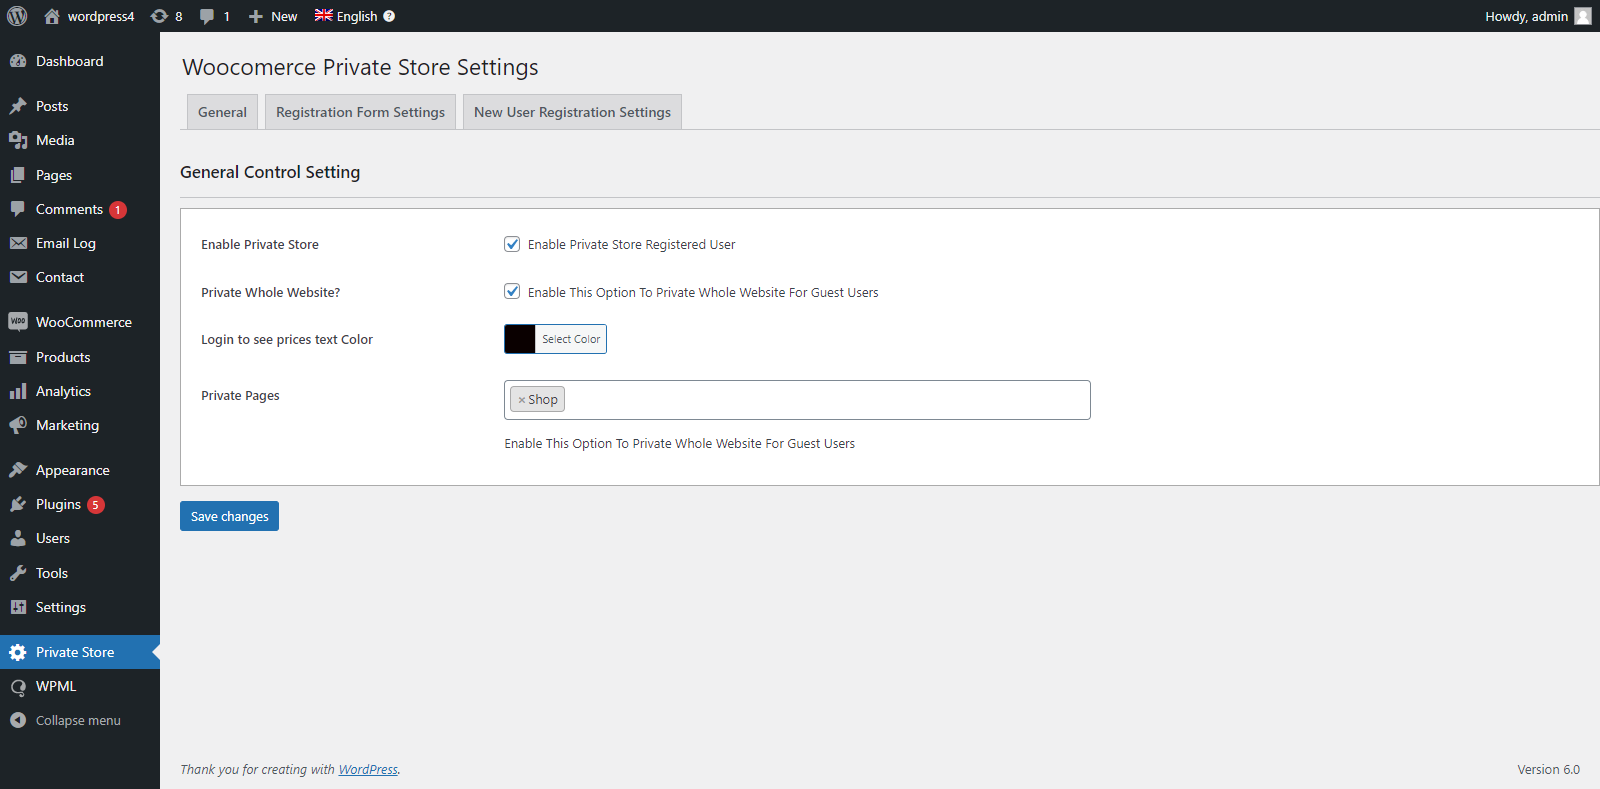 wordpress4 8 1 New English ? Howdy, admin
Dashboard
Posts
Media
Pages
Comments 1
Email Log
Contact
WOO WooCommerce
Products
Analytics
Marketing
Appearance
Plugins 5
Users
Tools
Settings
Private Store
WPML
Collapse menu
Woocomerce Private Store Settings
General Registration Form Settings New User Registration Settings
General Control Setting
Enable Private Store Enable Private Store Registered User
Private Whole Website? Enable This Option To Private Whole Website For Guest Users
Login to see prices text Color Select Color
Private Pages × Shop
Enable This Option To Private Whole Website For Guest Users
Save changes
Thank you for creating with WordPress. Version 6.0